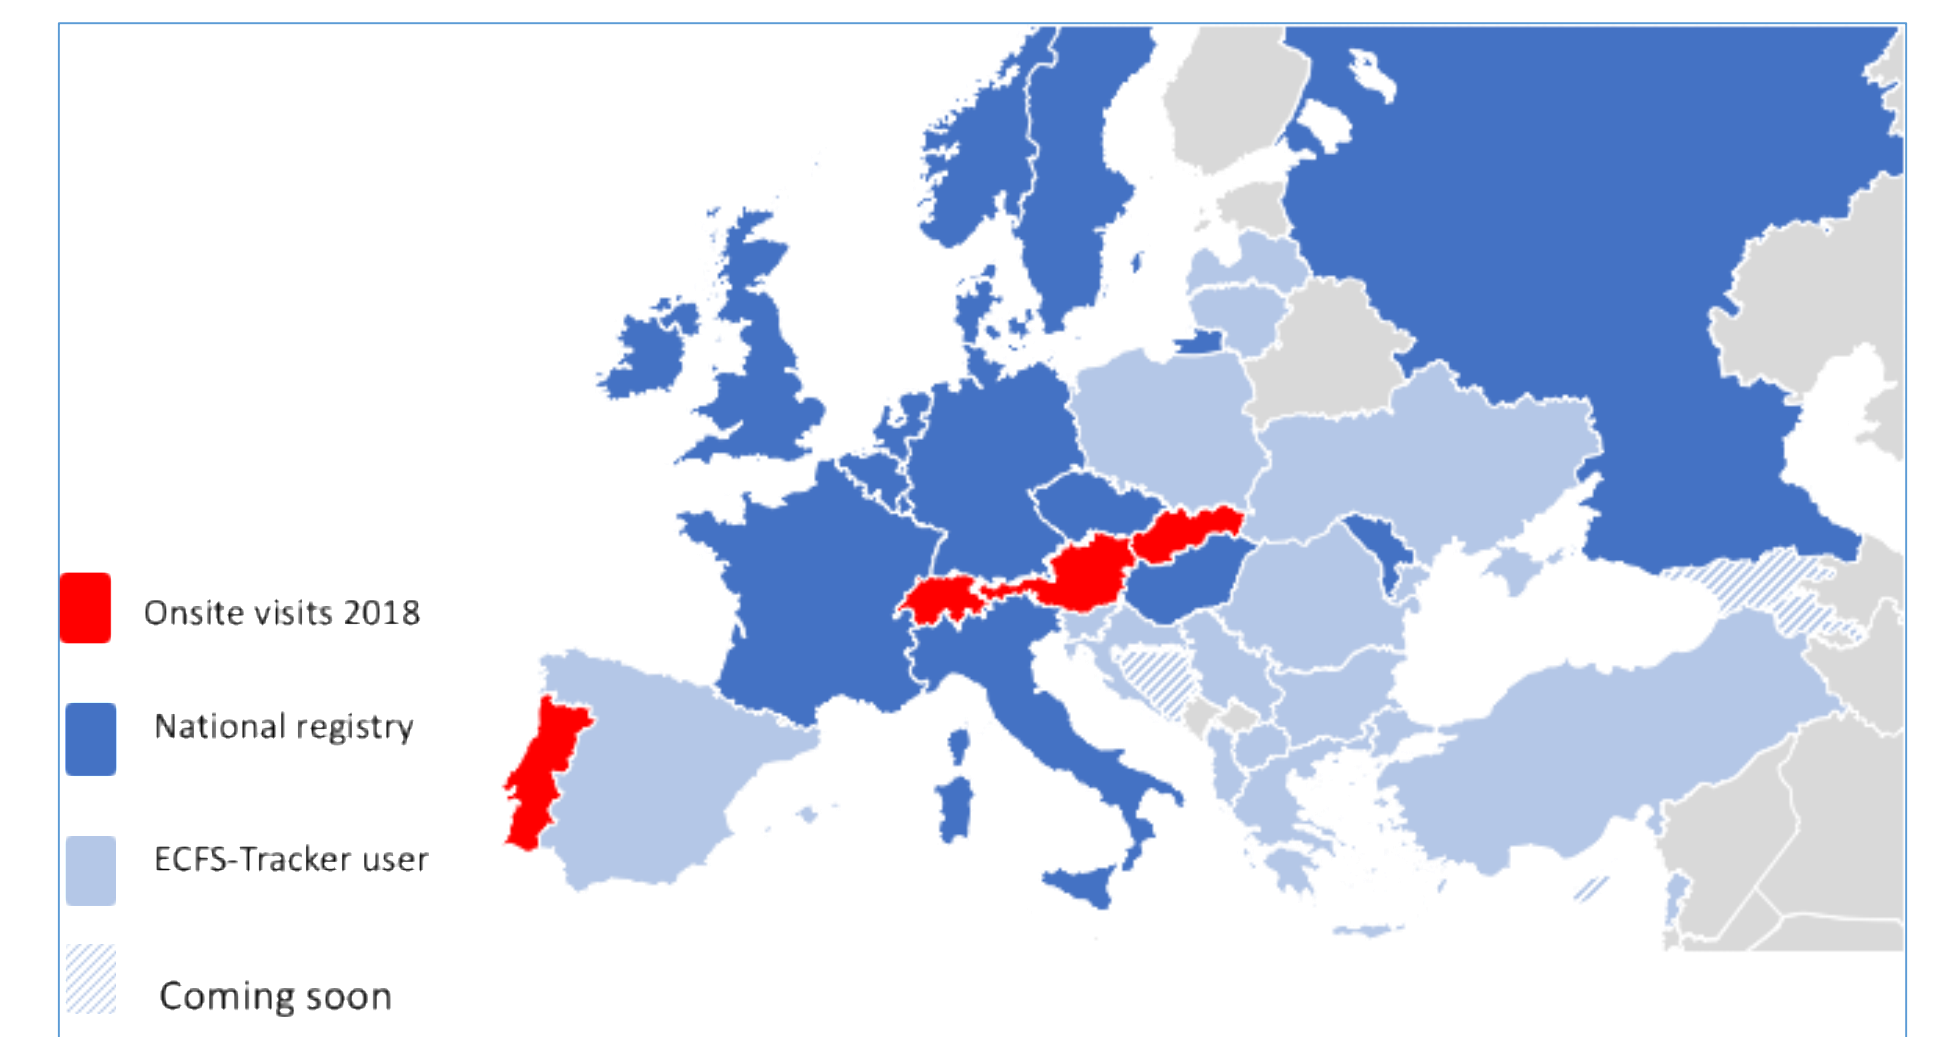 Onsite visits 2018
National registry
ECFS-Tracker user
Coming soon